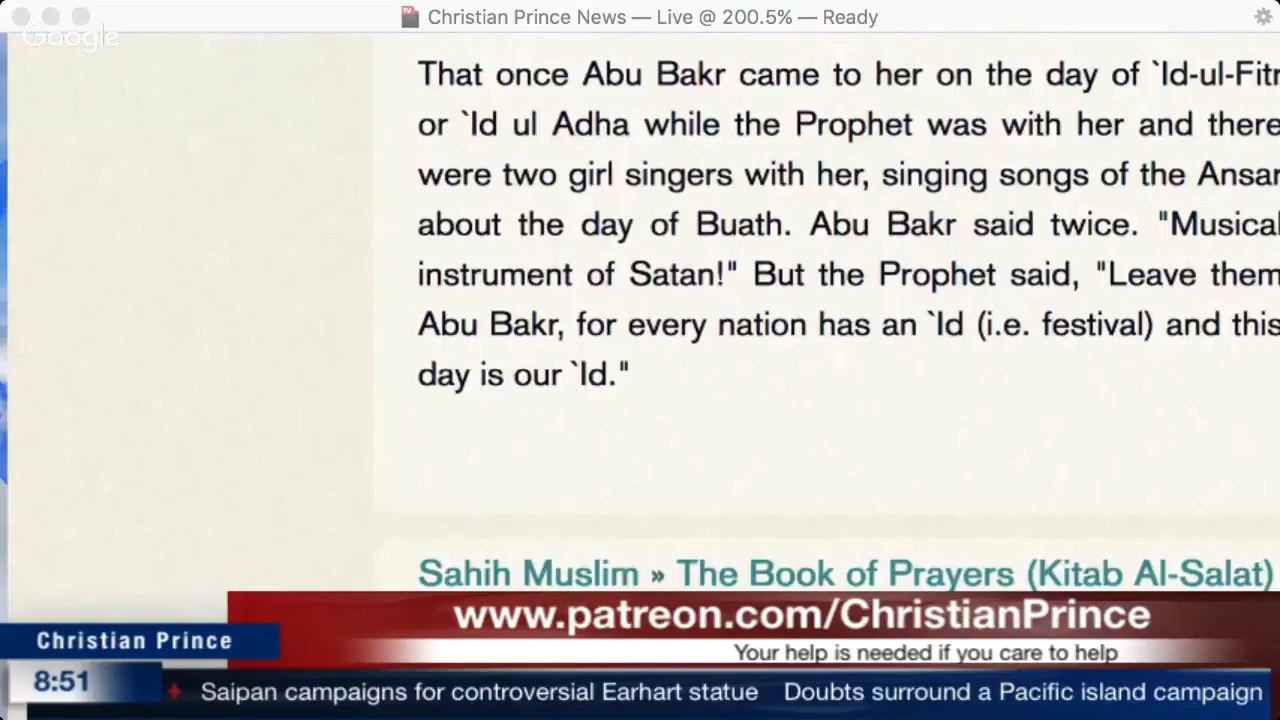 Christian Prince News — Live @ 200.5% — Ready
Google
That once Abu Bakr came to her on the day of `Id-ul-Fitr
or `Id ul Adha while the Prophet was with her and there
were two girl singers with her, singing songs of the Ansar
about the day of Buath. Abu Bakr said twice. "Musical
instrument of Satan!" But the Prophet said, "Leave them
Abu Bakr, for every nation has an `Id (i.e. festival) and this
day is our `Id."
Sahih Muslim » The Book of Prayers (Kitab Al-Salat)
www.patreon.com/ChristianPrince
Christian Prince
Your help is needed if you care to help
8:51
Saipan campaigns for controversial Earhart statue Doubts surround a Pacific island campaign